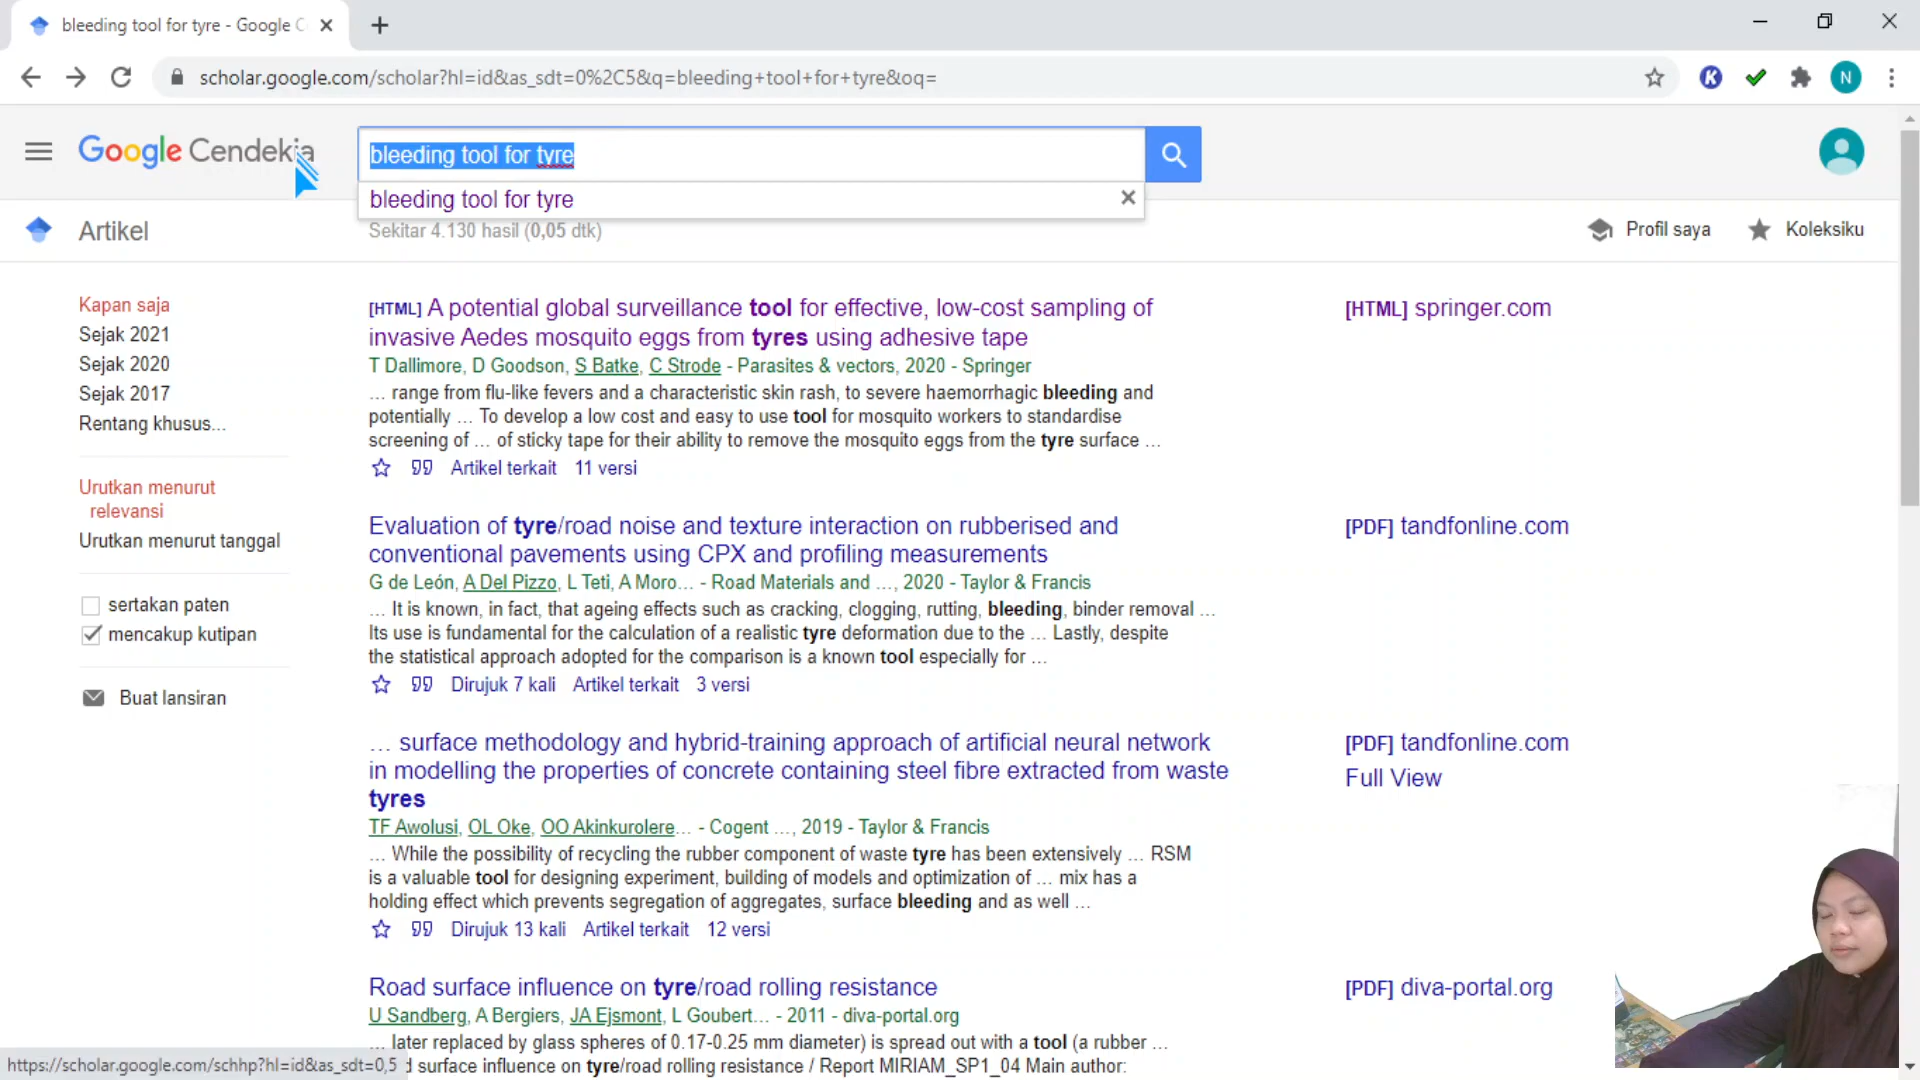 bleeding tool for tyre - Google C
scholar.google.com/scholar?hl=id&as_sdt=0%2C5&q=bleeding+tool+for+tyre&oq=
K
N
Google Cendekia
bleeding tool for tyre
bleeding tool for tyre
Artikel
Sekitar 4.130 hasil (0,05 dtk)
Profil saya
Koleksiku
Kapan saja
Sejak 2021
Sejak 2020
Sejak 2017
Rentang khusus...
Urutkan menurut
relevansi
Urutkan menurut tanggal
sertakan paten
mencakup kutipan
Buat lansiran
[HTML] A potential global surveillance tool for effective, low-cost sampling of
invasive Aedes mosquito eggs from tyres using adhesive tape
T Dallimore, D Goodson, S Batke, C Strode - Parasites & vectors, 2020 - Springer
... range from flu-like fevers and a characteristic skin rash, to severe haemorrhagic bleeding and
potentially ... To develop a low cost and easy to use tool for mosquito workers to standardise
screening of ... of sticky tape for their ability to remove the mosquito eggs from the tyre surface ...
Artikel terkait 11 versi
[HTML] springer.com
Evaluation of tyre/road noise and texture interaction on rubberised and
conventional pavements using CPX and profiling measurements
G de León, A Del Pizzo, L Teti, A Moro... - Road Materials and ..., 2020 - Taylor & Francis
... It is known, in fact, that ageing effects such as cracking, clogging, rutting, bleeding, binder removal ...
Its use is fundamental for the calculation of a realistic tyre deformation due to the ... Lastly, despite
the statistical approach adopted for the comparison is a known tool especially for ...
Dirujuk 7 kali Artikel terkait 3 versi
[PDF] tandfonline.com
... surface methodology and hybrid-training approach of artificial neural network
in modelling the properties of concrete containing steel fibre extracted from waste
tyres
TF Awolusi, OL Oke, OO Akinkurolere... - Cogent ..., 2019 - Taylor & Francis
... While the possibility of recycling the rubber component of waste tyre has been extensively ... RSM
is a valuable tool for designing experiment, building of models and optimization of ... mix has a
holding effect which prevents segregation of aggregates, surface bleeding and as well ...
Dirujuk 13 kali Artikel terkait 12 versi
[PDF] tandfonline.com
Full View
Road surface influence on tyre/road rolling resistance
U Sandberg, A Bergiers, JA Ejsmont, L Goubert... - 2011 - diva-portal.org
... later replaced by glass spheres of 0.17-0.25 mm diameter) is spread out with a tool (a rubber ...
d surface influence on tyre/road rolling resistance / Report MIRIAM_SP1_04 Main author:
[PDF] diva-portal.org
https://scholar.google.com/schhp?hl=id&as_sdt=0,5